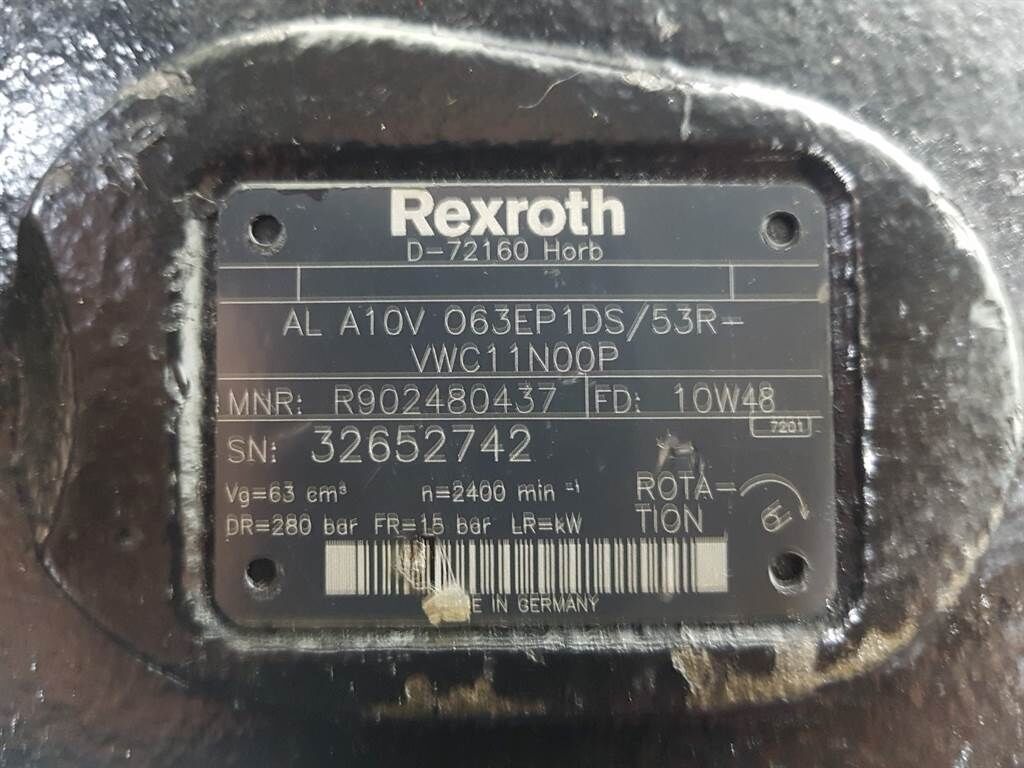 Rexroth
D-72160 Horb
AL A10V O63EP1DS/53R-
VWC11N00P
MNR: R902480437 FD: 10W48
7201
SN: 32652742
Vg=63 cm³ n=2400 min⁻¹
DR=280 bar FR=15 bar LR=kW
ROTA-
TION
IN GERMANY